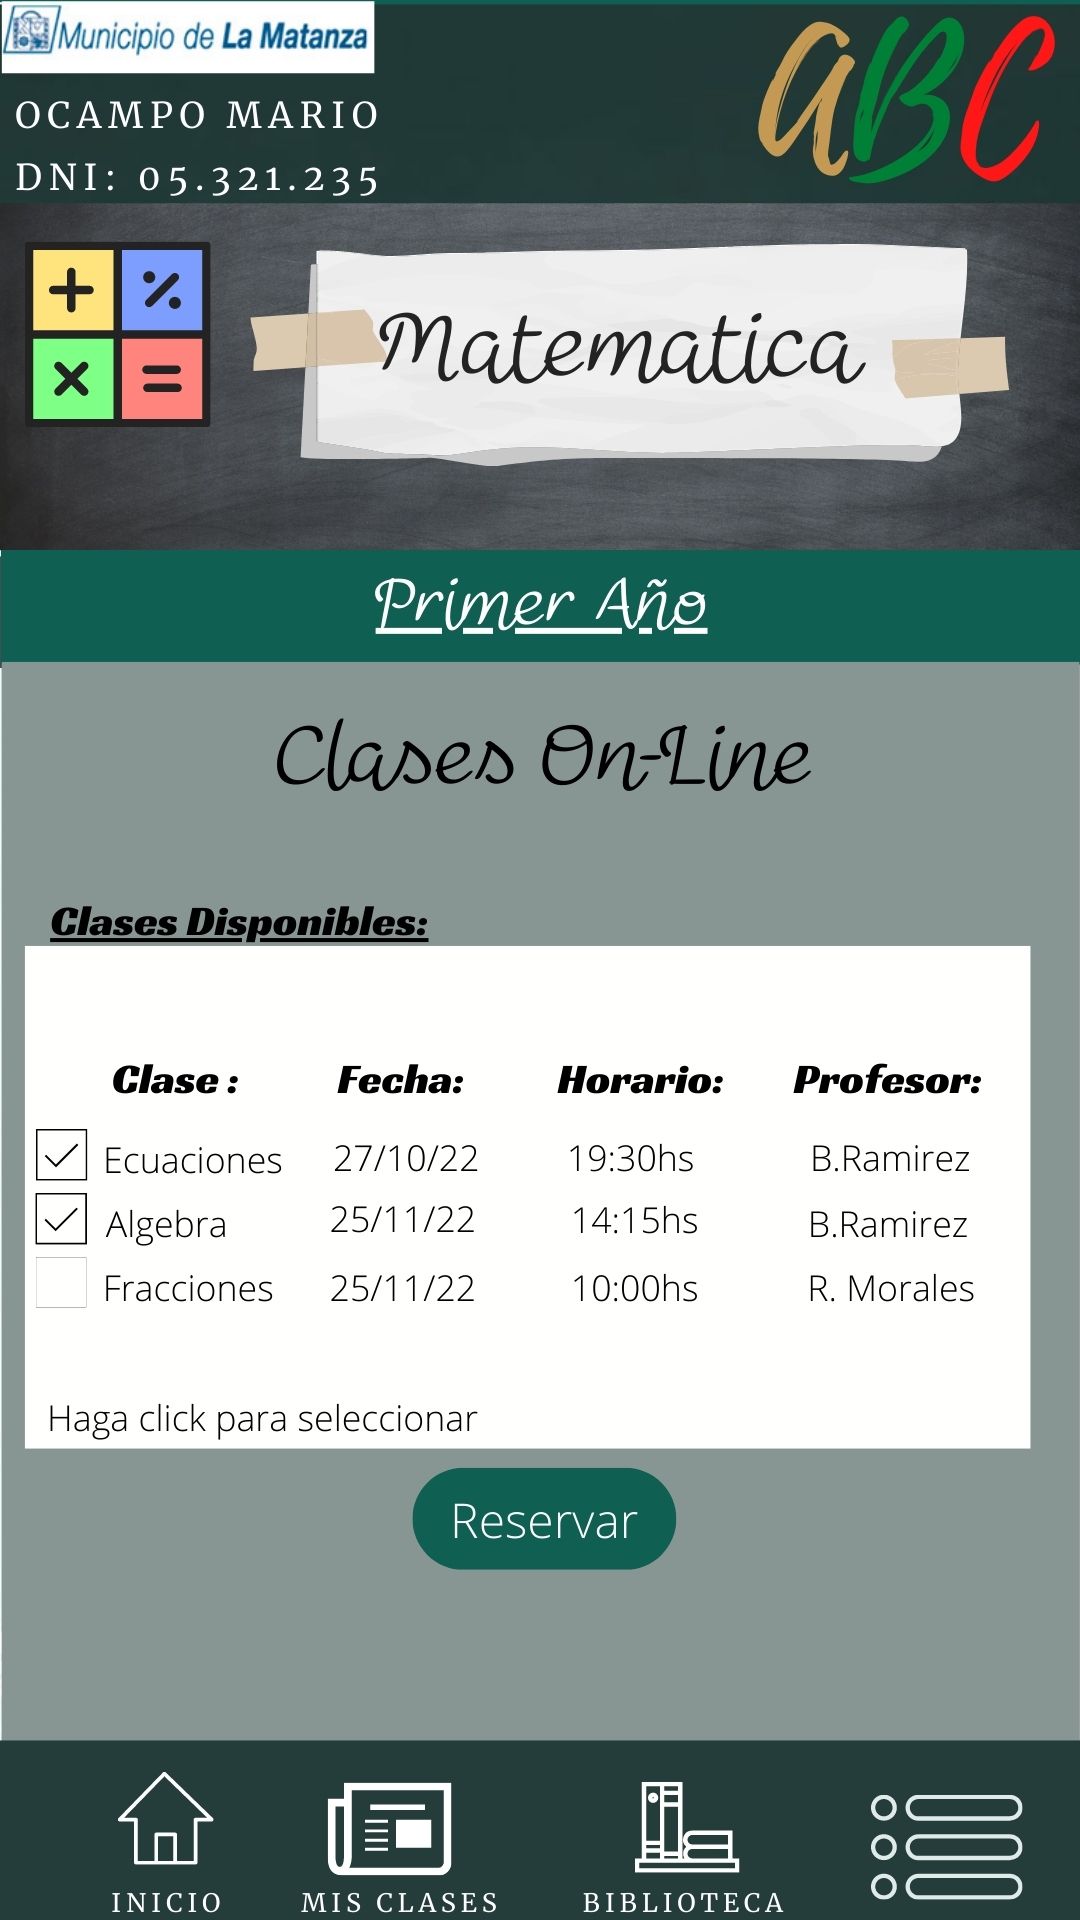 Municipio de La Matanza
aBC
OCAMPO MARIO
DNI: 05.321.235
Matematica
Primer Año
Clases On-Line
Clases Disponibles:
Clase : Fecha: Horario: Profesor:
Ecuaciones 27/10/22 19:30hs B.Ramirez
Algebra 25/11/22 14:15hs B.Ramirez
Fracciones 25/11/22 10:00hs R. Morales
Haga click para seleccionar
Reservar
INICIO MIS CLASES BIBLIOTECA